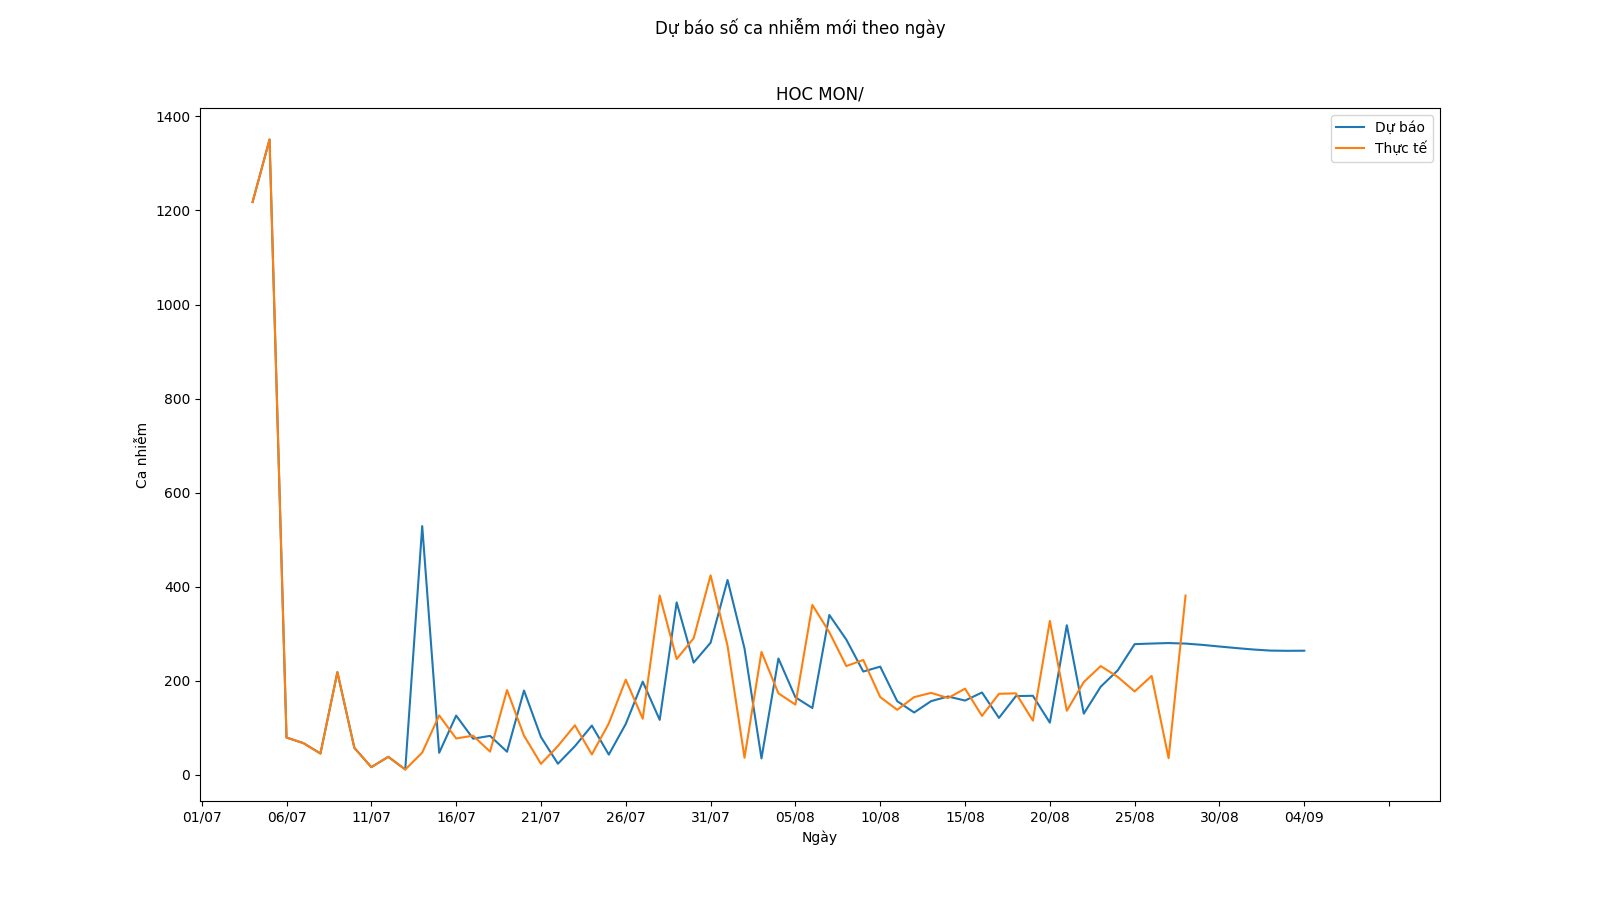 Dự báo số ca nhiễm mới theo ngày
HOC MON/
Dự báo
Thực tế
1400
1200
1000
800
600
400
200
0
Ca nhiễm
01/07 06/07 11/07 16/07 21/07 26/07 31/07 05/08 10/08 15/08 20/08 25/08 30/08 04/09
Ngày